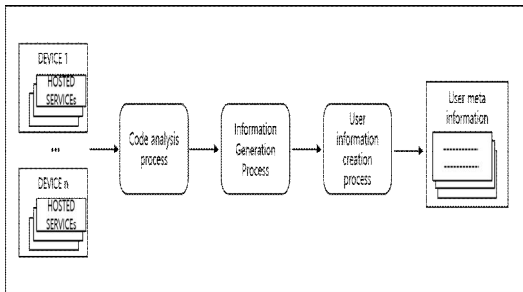 DEVICE 1
HOSTED
SERVICEs
...
DEVICE n
HOSTED
SERVICEs
Code analysis
process
Information
Generation
Process
User
information
creation
process
User meta
information